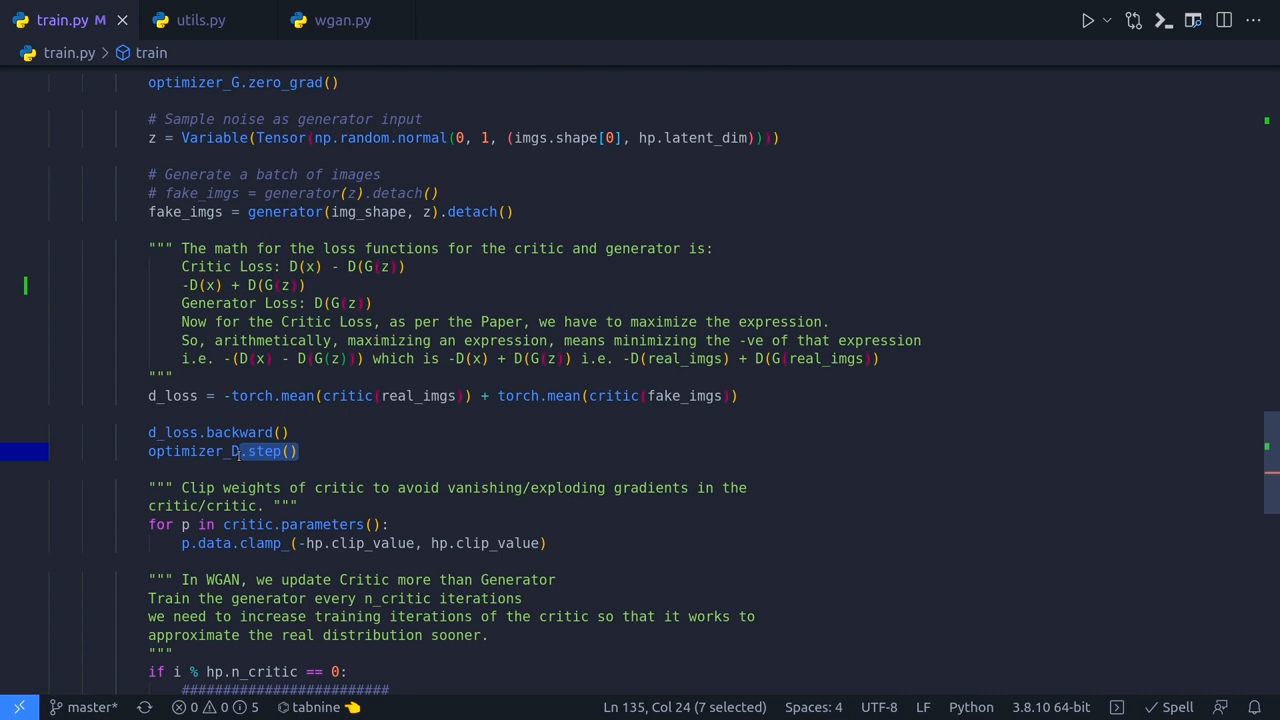 train.py M
utils.py
wgan.py
train.py > train
optimizer_G.zero_grad()
# Sample noise as generator input
z = Variable(Tensor(np.random.normal(0, 1, (imgs.shape[0], hp.latent_dim))))
# Generate a batch of images
# fake_imgs = generator(z).detach()
fake_imgs = generator(img_shape, z).detach()
""" The math for the loss functions for the critic and generator is:
Critic Loss: D(x) - D(G(z))
-D(x) + D(G(z))
Generator Loss: D(G(z))
Now for the Critic Loss, as per the Paper, we have to maximize the expression.
So, arithmetically, maximizing an expression, means minimizing the -ve of that expression
i.e. -(D(x) - D(G(z))) which is -D(x) + D(G(z)) i.e. -D(real_imgs) + D(G(real_imgs))
"""
d_loss = -torch.mean(critic(real_imgs)) + torch.mean(critic(fake_imgs))
d_loss.backward()
optimizer_D.step()
""" Clip weights of critic to avoid vanishing/exploding gradients in the
critic/critic. """
for p in critic.parameters():
p.data.clamp_(-hp.clip_value, hp.clip_value)
""" In WGAN, we update Critic more than Generator
Train the generator every n_critic iterations
we need to increase training iterations of the critic so that it works to
approximate the real distribution sooner.
"""
if i % hp.n_critic == 0:
########################
master* 0 0 5 tabnine 👈 Ln 135, Col 24 (7 selected) Spaces: 4 UTF-8 LF Python 3.8.10 64-bit Spell